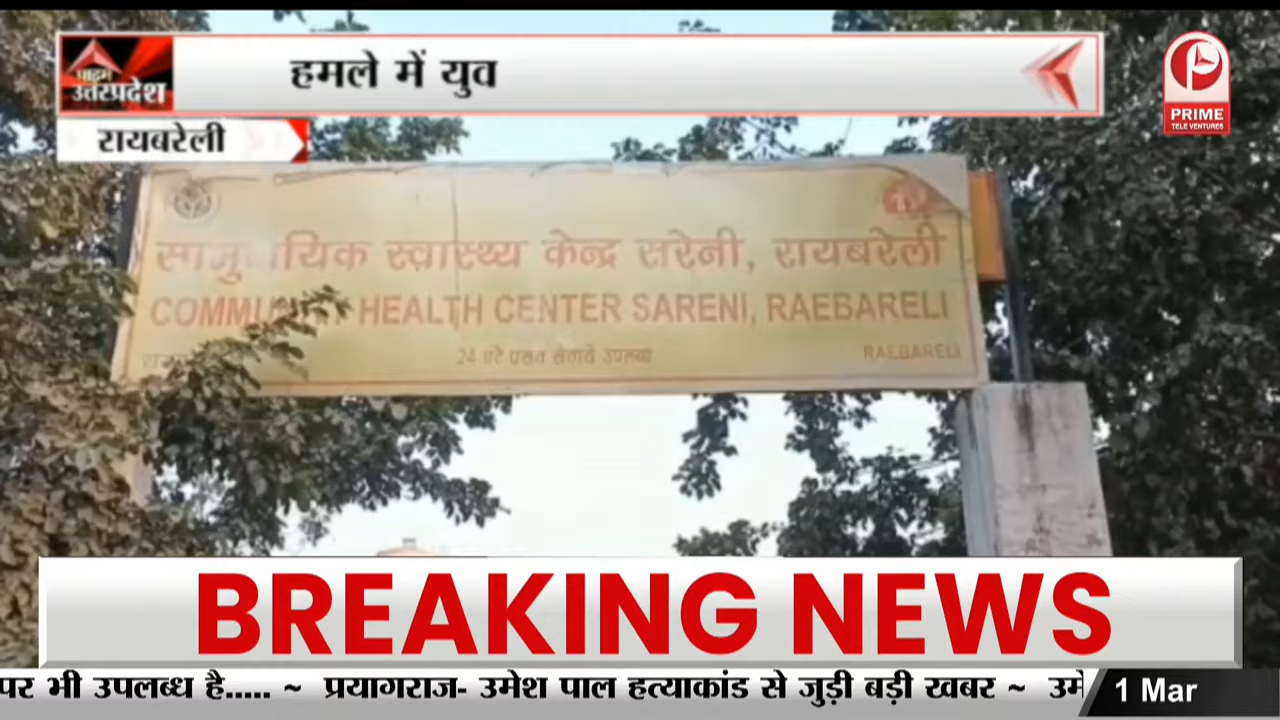 हमले में युव
प्राइम
उत्तरप्रदेश
PRIME
TELE VENTURES
रायबरेली
सामुदायिक स्वास्थ्य केन्द्र सरेनी, रायबरेली
COMMUNITY HEALTH CENTER SARENI, RAEBARELI
24 घंटे प्रसव सेवायें उपलब्ध
RAEBARELI
BREAKING NEWS
पर भी उपलब्ध है..... ~ प्रयागराज- उमेश पाल हत्याकांड से जुड़ी बड़ी खबर ~
1 Mar